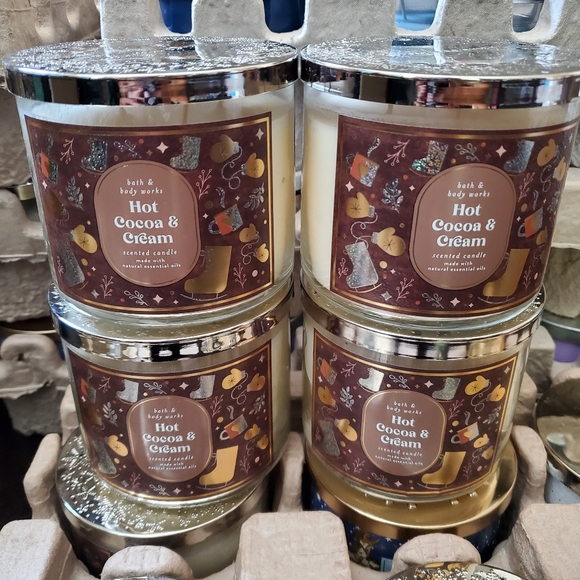 bath &
body works
Hot
Cocoa &
Cream
scented candle
made with
natural essential oils
bath &
body works
Hot
Cocoa &
Cream
scented candle
made with
natural essential oils
bath &
body works
Hot
Cocoa &
Cream
scented candle
made with
natural essential oils
bath &
body works
Hot
Cocoa &
Cream
scented candle
made with
natural essential oils